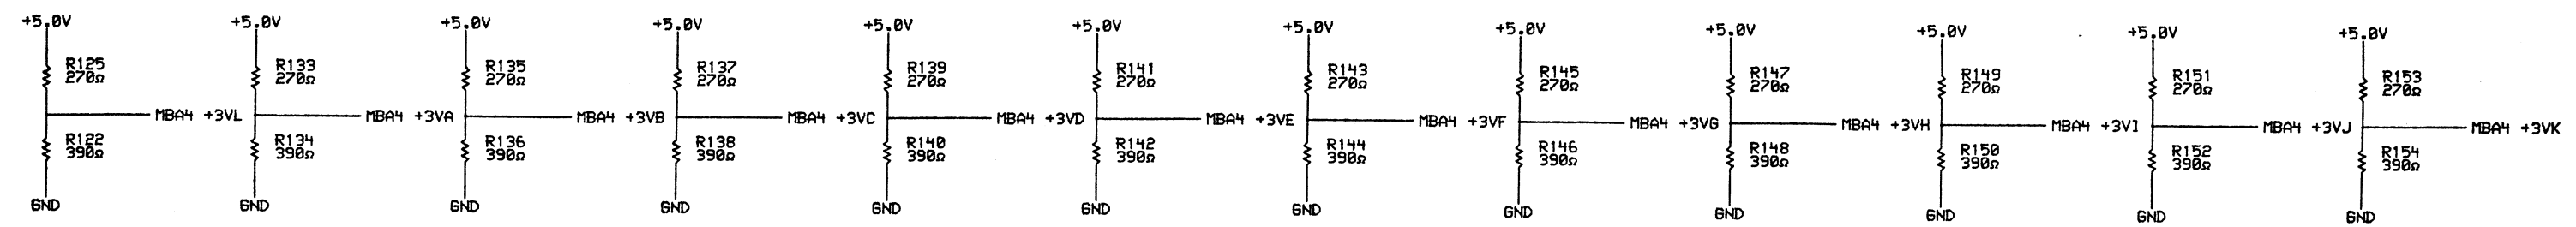 +5.0V +5.0V +5.0V +5.0V +5.0V +5.0V +5.0V +5.0V +5.0V +5.0V +5.0V +5.0V
R125 R133 R135 R137 R139 R141 R143 R145 R147 R149 R151 R153
270Ω 270Ω 270Ω 270Ω 270Ω 270Ω 270Ω 270Ω 270Ω 270Ω 270Ω 270Ω
MBA4 +3VL MBA4 +3VA MBA4 +3VB MBA4 +3VC MBA4 +3VD MBA4 +3VE MBA4 +3VF MBA4 +3VG MBA4 +3VH MBA4 +3VI MBA4 +3VJ MBA4 +3VK
R122 R134 R136 R138 R140 R142 R144 R146 R148 R150 R152 R154
390Ω 390Ω 390Ω 390Ω 390Ω 390Ω 390Ω 390Ω 390Ω 390Ω 390Ω 390Ω
GND GND GND GND GND GND GND GND GND GND GND GND